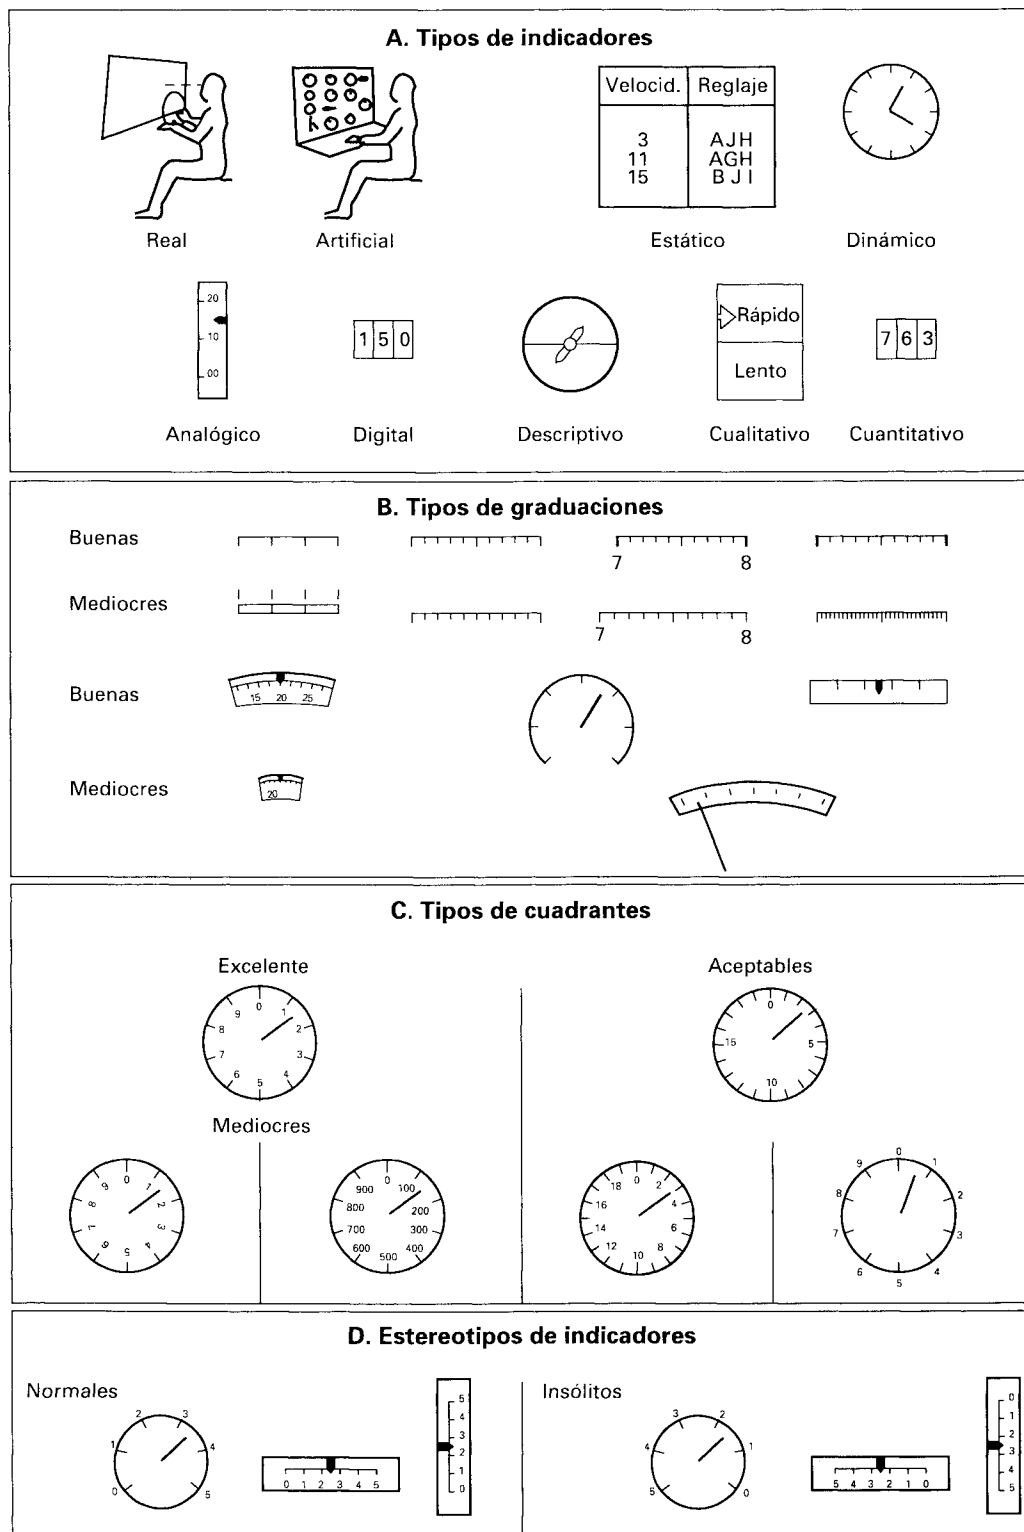 A. Tipos de indicadores
Velocid. Reglaje
3 AJH
11 AGH
15 BJI
Real Artificial Estático Dinámico
20
10
00
1 5 0
Rápido
Lento
7 6 3
Analógico Digital Descriptivo Cualitativo Cuantitativo
B. Tipos de graduaciones
Buenas
7 8
Mediocres
7 8
Buenas
15 20 25
Mediocres
20
C. Tipos de cuadrantes
Excelente
0 1 2 3 4 5 6 7 8 9
Aceptables
0 5 10 15
Mediocres
0 1 2 3 4 5 6 7 8 9
0 100 200 300 400 500 600 700 800 900
0 2 4 6 8 10 12 14 16 18
0 1 2 3 4 5 6 7 8 9
D. Estereotipos de indicadores
Normales
0 1 2 3 4 5
0 1 2 3 4 5
5
4
3
2
1
0
Insólitos
5 4 3 2 1 0
5 4 3 2 1 0
0
1
2
3
4
5